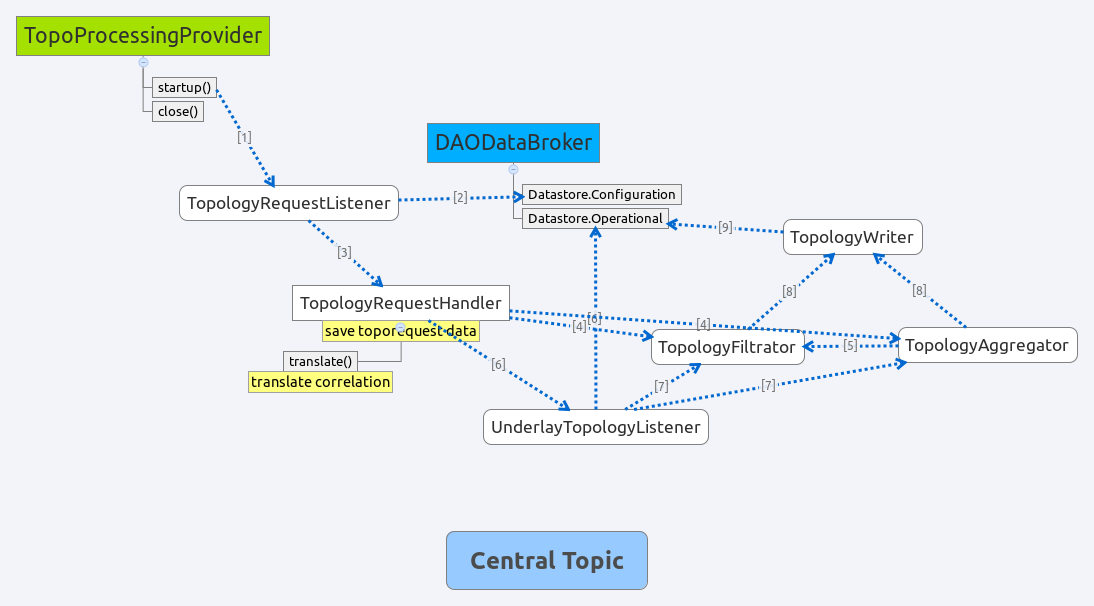 TopoProcessingProvider
startup()
close()
[1]
DAODataBroker
TopologyRequestListener
[2]
Datastore.Configuration
Datastore.Operational
[9]
TopologyWriter
[3]
TopologyRequestHandler
save toporequest data
translate()
translate correlation
[4]
[6]
[4]
[8]
[8]
TopologyFiltrator
[5]
TopologyAggregator
[6]
[7]
[7]
UnderlayTopologyListener
Central Topic